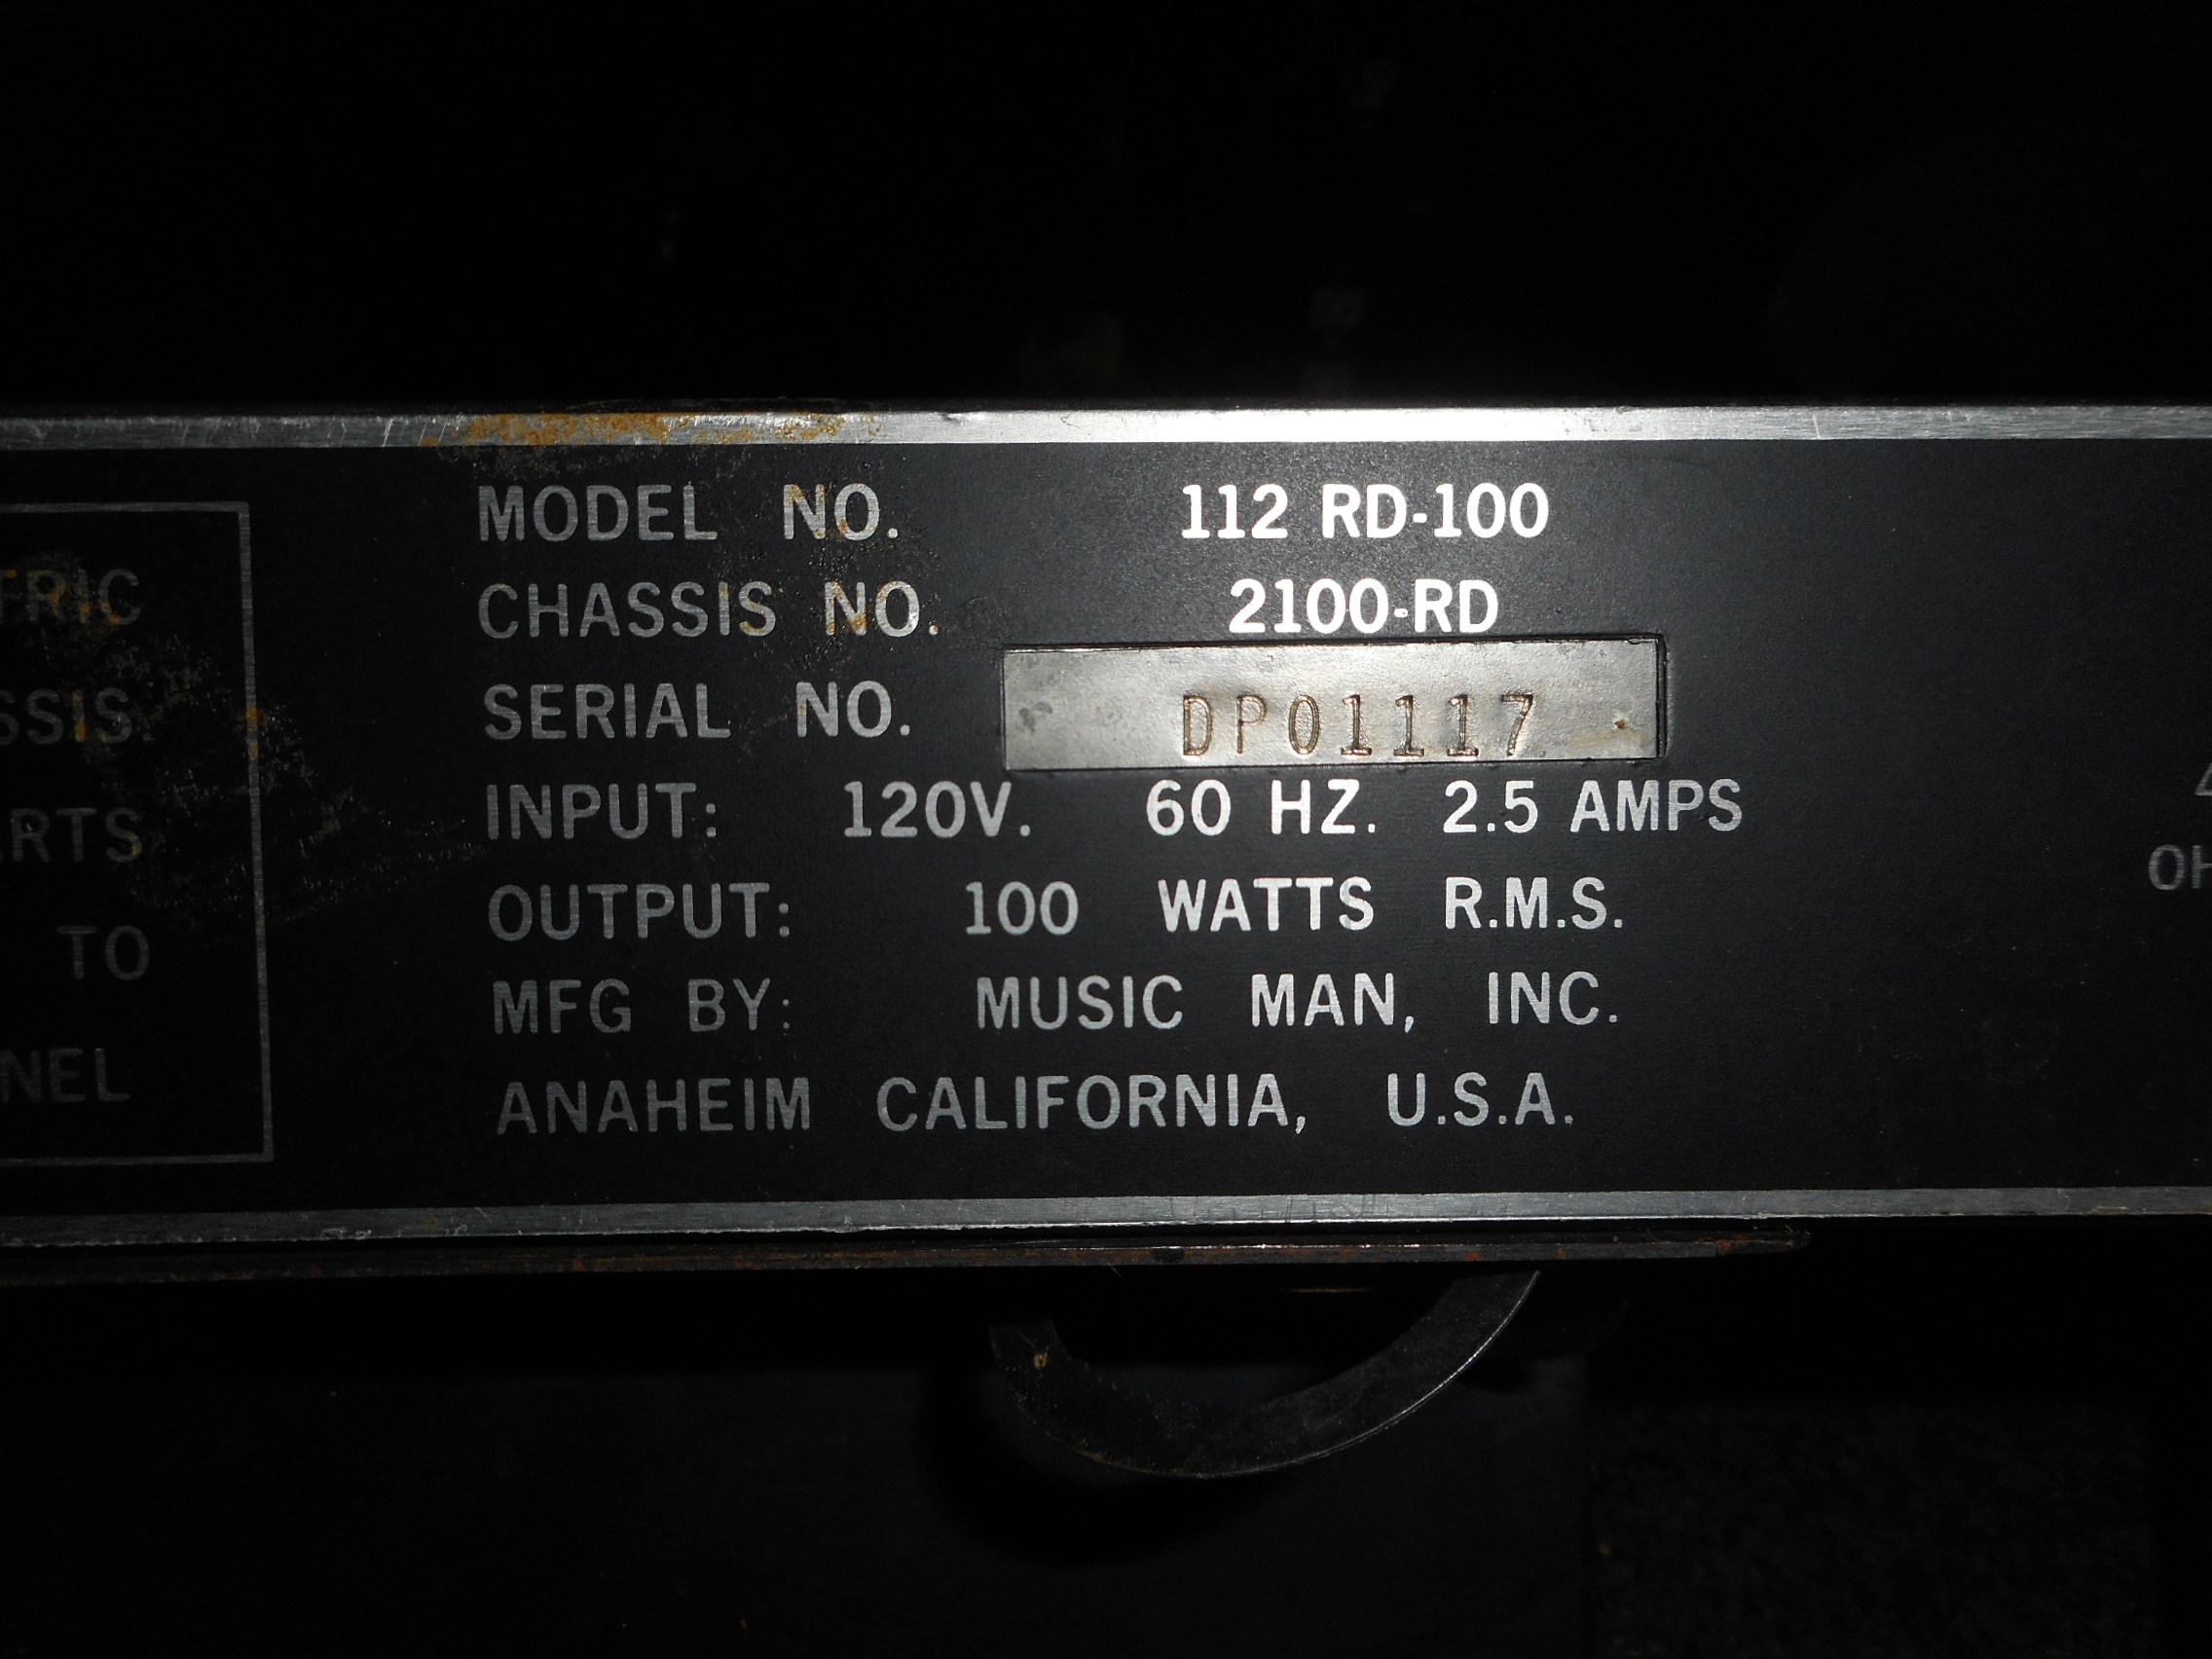 MODEL NO. 112 RD-100
CHASSIS NO. 2100-RD
SERIAL NO. DP01117
INPUT: 120V. 60 HZ. 2.5 AMPS
OUTPUT: 100 WATTS R.M.S.
MFG BY: MUSIC MAN, INC.
ANAHEIM CALIFORNIA, U.S.A.
TO